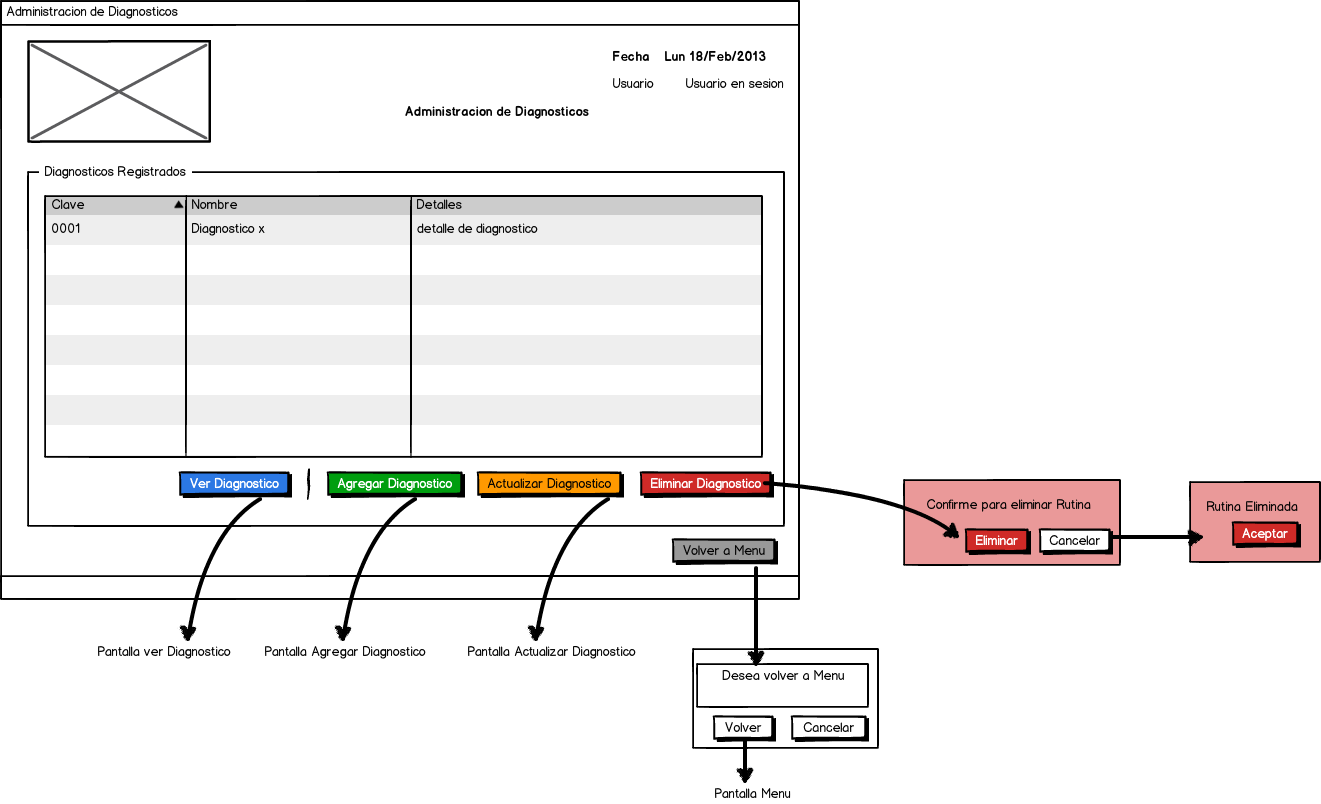 Administracion de Diagnosticos
Fecha Lun 18/Feb/2013
Usuario Usuario en sesion
Administracion de Diagnosticos
Diagnosticos Registrados
Clave Nombre Detalles
0001 Diagnostico x detalle de diagnostico
Ver Diagnostico Agregar Diagnostico Actualizar Diagnostico Eliminar Diagnostico
Volver a Menu
Confirme para eliminar Rutina
Eliminar Cancelar
Rutina Eliminada
Aceptar
Pantalla ver Diagnostico Pantalla Agregar Diagnostico Pantalla Actualizar Diagnostico
Desea volver a Menu
Volver Cancelar
Pantalla Menu